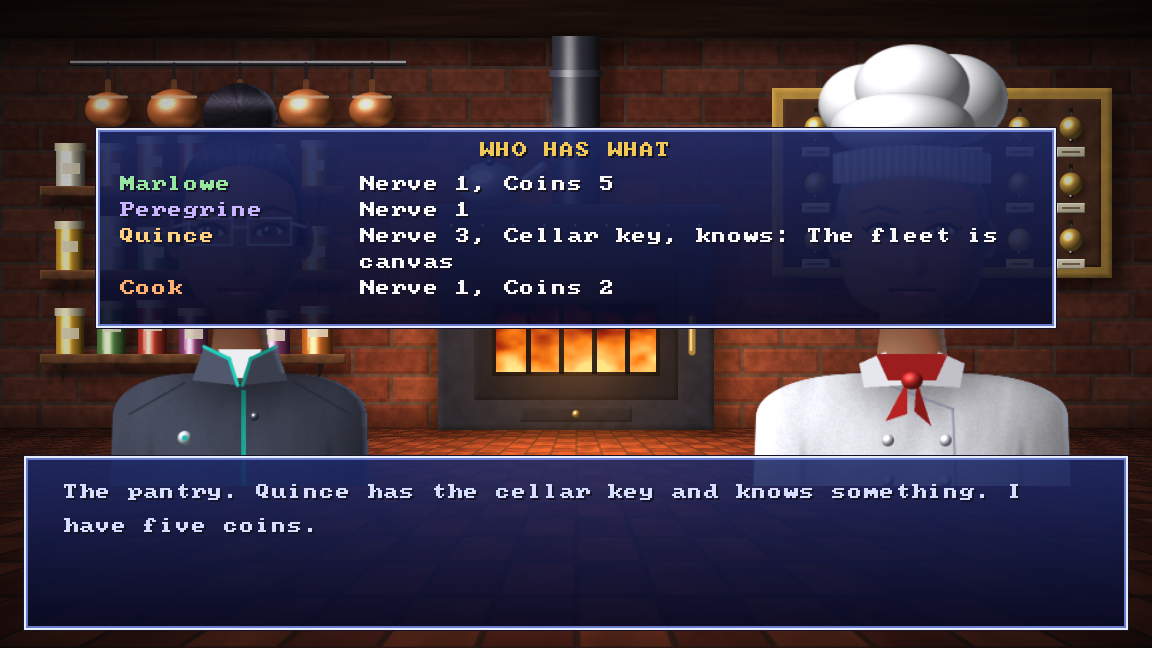 WHO HAS WHAT
Marlowe Nerve 1, Coins 5
Peregrine Nerve 1
Quince Nerve 3, Cellar key, knows: The fleet is
canvas
Cook Nerve 1, Coins 2
The pantry. Quince has the cellar key and knows something. I
have five coins.